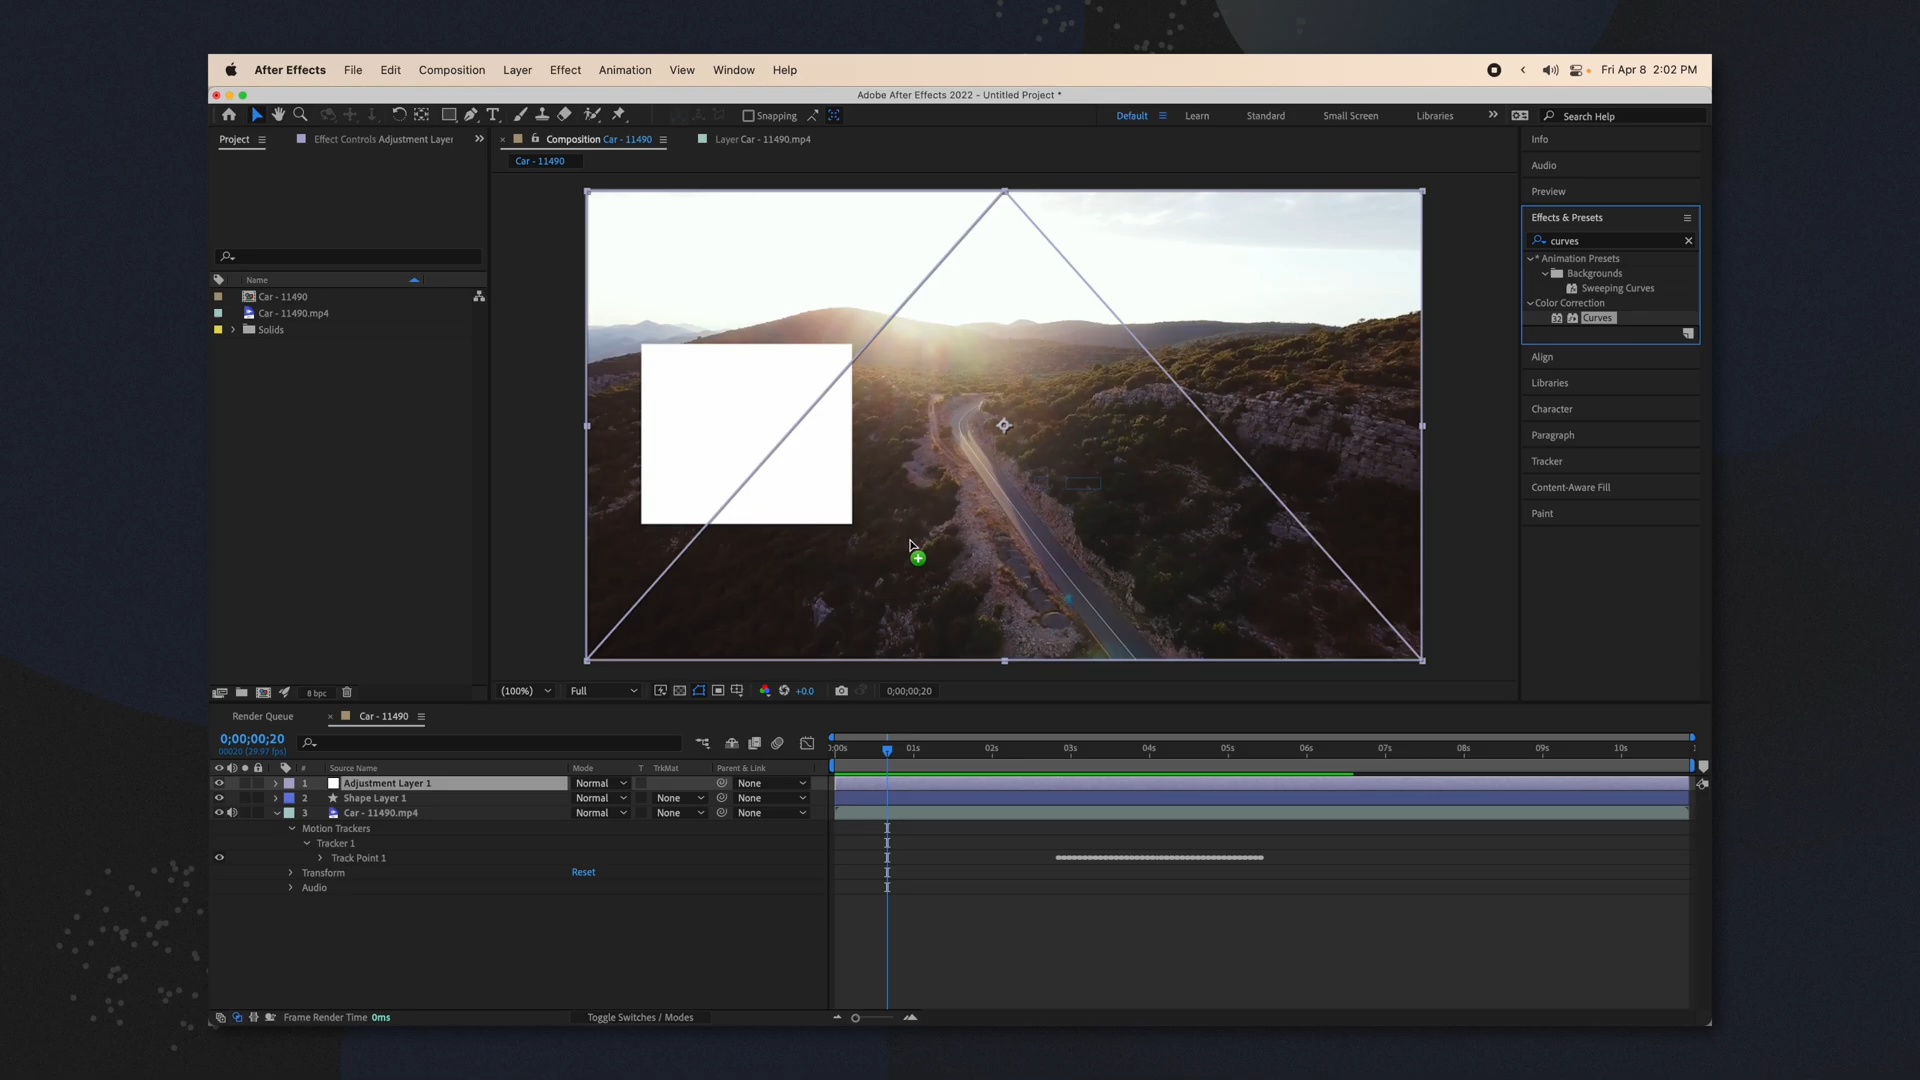 After Effects File Edit Composition Layer Effect Animation View Window Help Fri Apr 8 2:02 PM
Adobe After Effects 2022 - Untitled Project *
Snapping Default Learn Standard Small Screen Libraries Search Help
Project Effect Controls Adjustment Layer Composition Car - 11490 Layer Car - 11490.mp4
Car - 11490
Info
Audio
Preview
Effects & Presets
curves
* Animation Presets
Backgrounds
Sweeping Curves
Color Correction
32 Curves
Align
Libraries
Character
Paragraph
Tracker
Content-Aware Fill
Paint
Name
Car - 11490
Car - 11490.mp4
Solids
8 bpc
(100%) Full +0.0 0;00;00;20
Render Queue Car - 11490
0;00;00;20
00020 (29.97 fps)
0:00s 01s 02s 03s 04s 05s 06s 07s 08s 09s 10s
# Source Name Mode T TrkMat Parent & Link
1 Adjustment Layer 1 Normal None
2 Shape Layer 1 Normal None None
3 Car - 11490.mp4 Normal None None
Motion Trackers
Tracker 1
Track Point 1
Transform Reset
Audio
Frame Render Time 0ms Toggle Switches / Modes